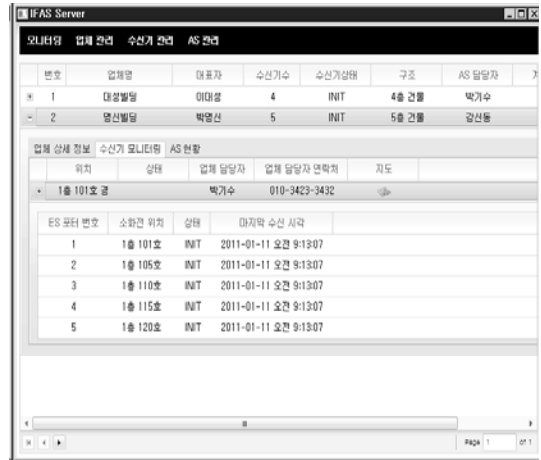 IFAS Server
모니터링 업체 관리 수신기 관리 AS 관리
번호 업체명 대표자 수신기수 수신기상태 구조 AS 담당자
1 대성빌딩 이대성 4 INIT 4층 건물 박기수
2 명신빌딩 박명신 5 INIT 5층 건물 강신동
업체 상세 정보 수신기 모니터링 AS 현황
위치 상태 업체 담당자 업체 담당자 연락처 지도
1층 101호 경 박기수 010-3423-3432
ES 포터 번호 소화전 위치 상태 마지막 수신 시각
1 1층 101호 INIT 2011-01-11 오전 9:13:07
2 1층 105호 INIT 2011-01-11 오전 9:13:07
3 1층 110호 INIT 2011-01-11 오전 9:13:07
4 1층 115호 INIT 2011-01-11 오전 9:13:07
5 1층 120호 INIT 2011-01-11 오전 9:13:07
Page 1 of 1